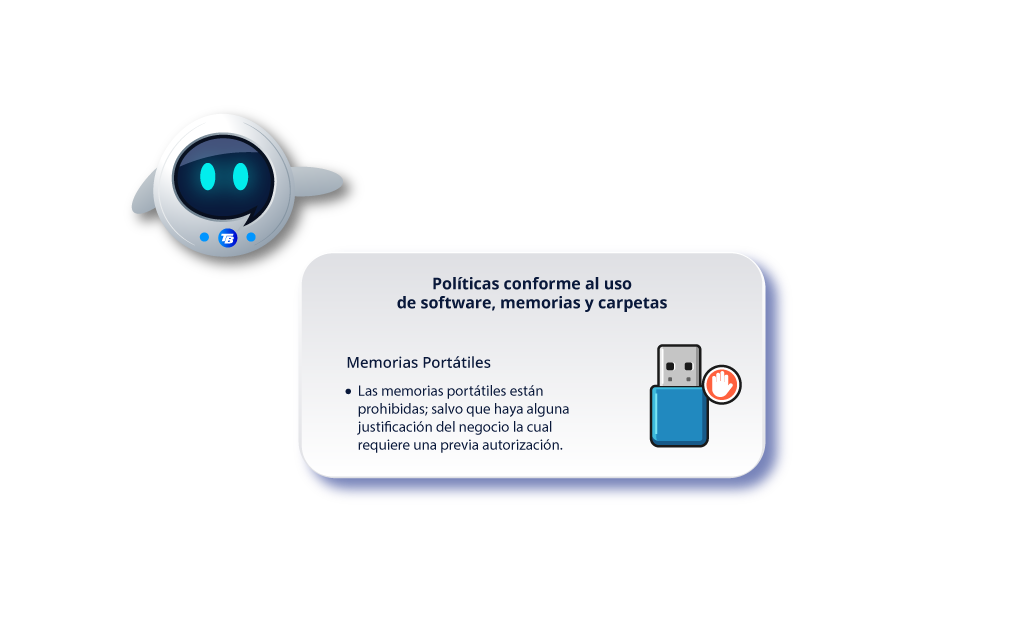 TB
Políticas conforme al uso
de software, memorias y carpetas
Memorias Portátiles
• Las memorias portátiles están
prohibidas; salvo que haya alguna
justificación del negocio la cual
requiere una previa autorización.